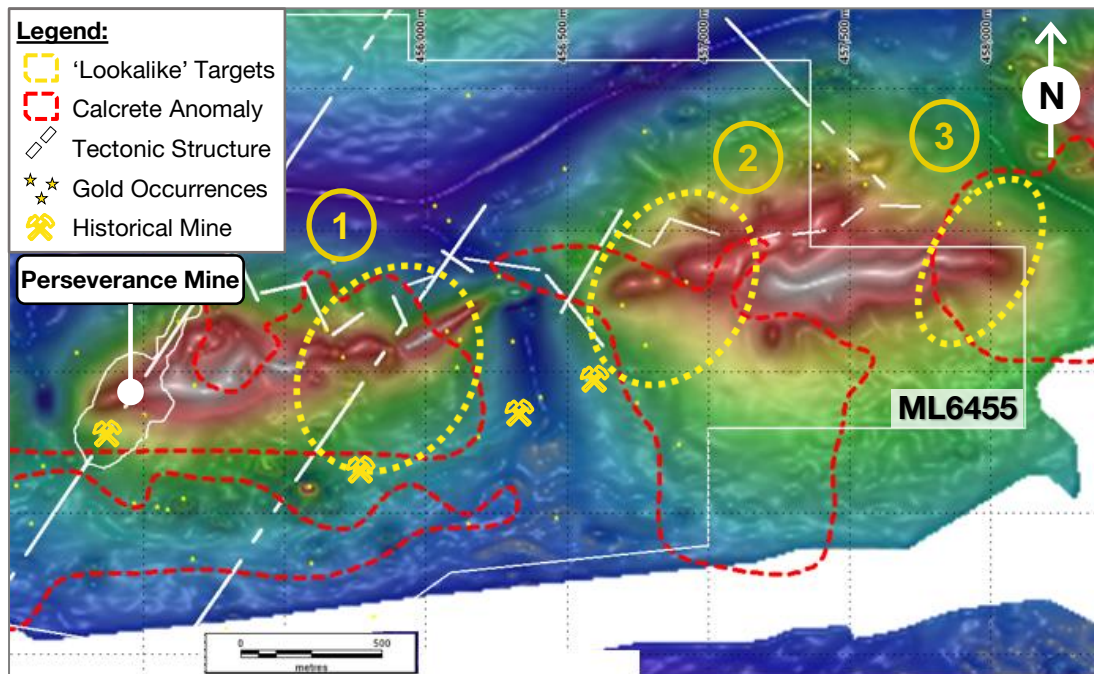 Legend:
‘Lookalike’ Targets
Calcrete Anomaly
Tectonic Structure
Gold Occurrences
Historical Mine
456,000 m
456,500 m
457,000 m
457,500 m
458,000 m
N
1
2
3
Perseverance Mine
ML6455
0
500
metres